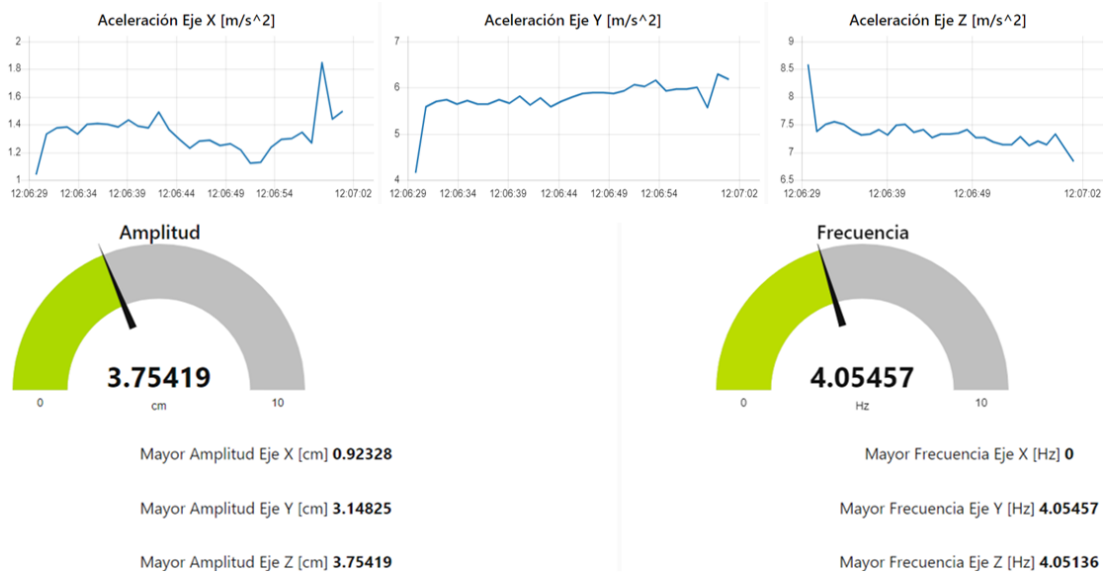 Aceleración Eje X [m/s^2]
2
1.8
1.6
1.4
1.2
1
12:06:29 12:06:34 12:06:39 12:06:44 12:06:49 12:06:54 12:07:02
Aceleración Eje Y [m/s^2]
7
6
5
4
12:06:29 12:06:34 12:06:39 12:06:44 12:06:49 12:06:54 12:07:02
Aceleración Eje Z [m/s^2]
9
8.5
8
7.5
7
6.5
12:06:29 12:06:39 12:06:49 12:07:02
Amplitud
3.75419
0 cm 10
Mayor Amplitud Eje X [cm] 0.92328
Mayor Amplitud Eje Y [cm] 3.14825
Mayor Amplitud Eje Z [cm] 3.75419
Frecuencia
4.05457
0 Hz 10
Mayor Frecuencia Eje X [Hz] 0
Mayor Frecuencia Eje Y [Hz] 4.05457
Mayor Frecuencia Eje Z [Hz] 4.05136